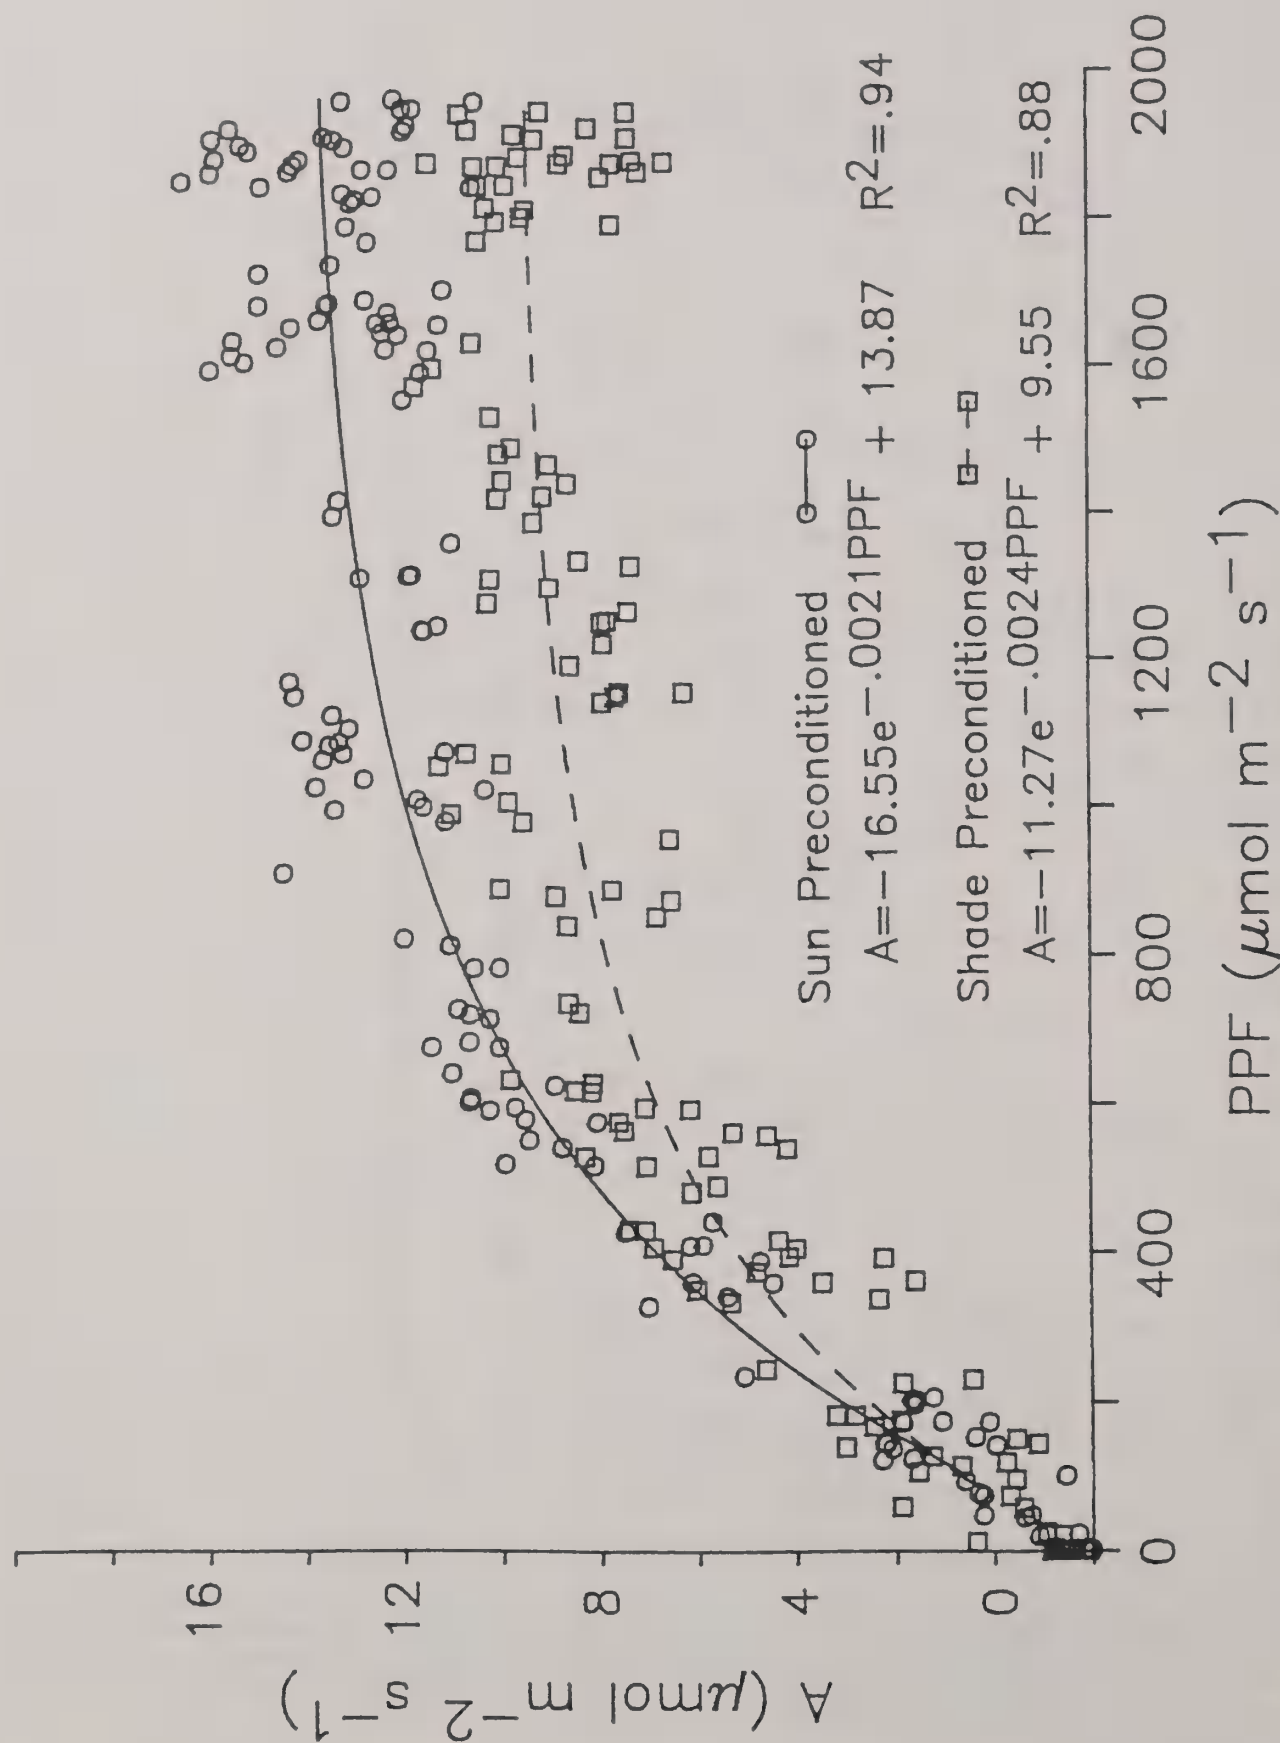 A (μmol m⁻² s⁻¹)
16
12
8
4
0
Sun Preconditioned
A=−16.55e⁻·0021PPF + 13.87 R²=.94
Shade Preconditioned
A=−11.27e⁻·0024PPF + 9.55 R²=.88
0 400 800 1200 1600 2000
PPF (μmol m⁻² s⁻¹)